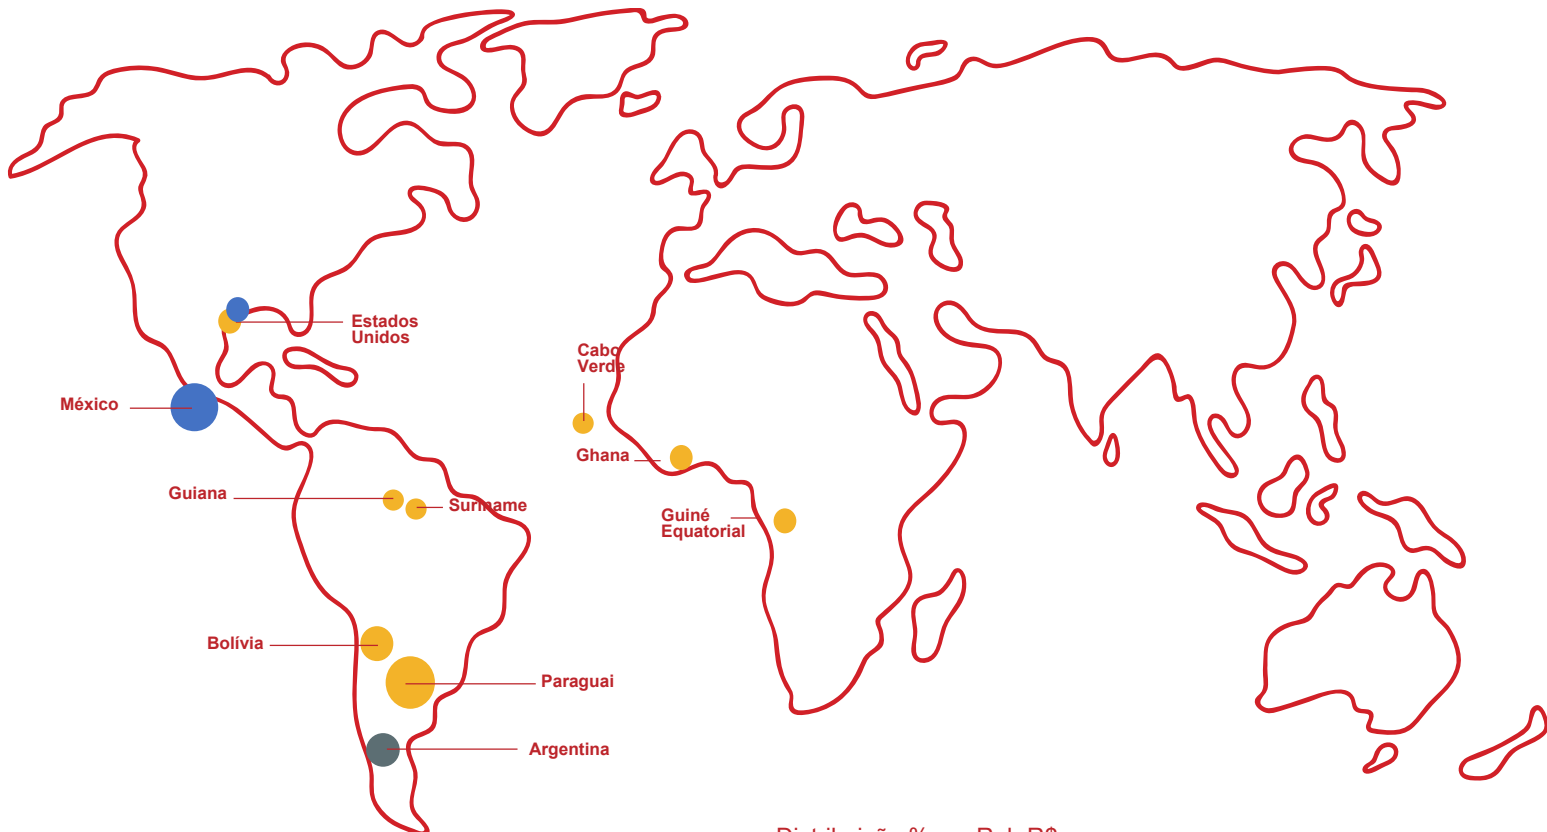 Estados
Unidos
Cabo
Verde
México
Ghana
Guiana
Suriname
Guiné
Equatorial
Bolívia
Paraguai
Argentina